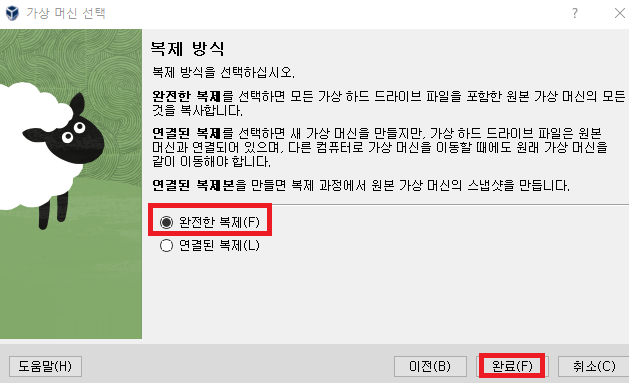 가상 머신 선택
복제 방식
복제 방식을 선택하십시오.
완전한 복제를 선택하면 모든 가상 하드 드라이브 파일을 포함한 원본 가상 머신의 모든
것을 복사합니다.
연결된 복제를 선택하면 새 가상 머신을 만들지만, 가상 하드 드라이브 파일은 원본
머신과 연결되어 있으며, 다른 컴퓨터로 가상 머신을 이동할 때에도 원래 가상 머신을
같이 이동해야 합니다.
연결된 복제본을 만들면 복제 과정에서 원본 가상 머신의 스냅샷을 만듭니다.
완전한 복제(F)
연결된 복제(L)
도움말(H) 이전(B) 완료(F) 취소(C)